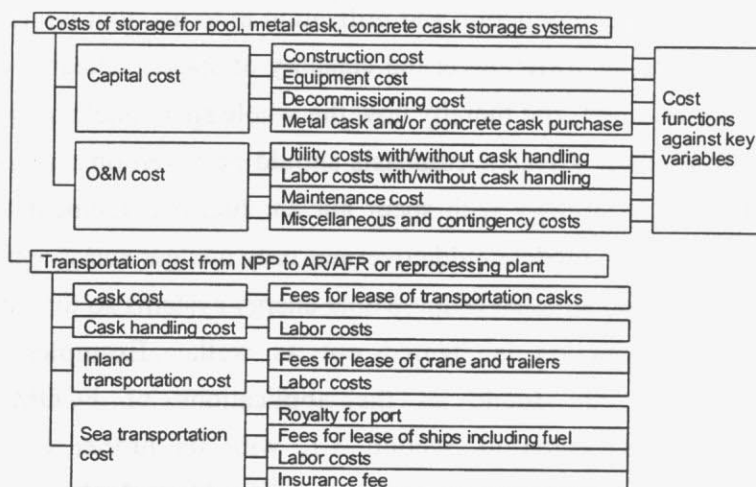 Costs of storage for pool, metal cask, concrete cask storage systems
Capital cost
Construction cost
Equipment cost
Decommissioning cost
Metal cask and/or concrete cask purchase
O&M cost
Utility costs with/without cask handling
Labor costs with/without cask handling
Maintenance cost
Miscellaneous and contingency costs
Cost
functions
against key
variables
Transportation cost from NPP to AR/AFR or reprocessing plant
Cask cost
Fees for lease of transportation casks
Cask handling cost
Labor costs
Inland
transportation cost
Fees for lease of crane and trailers
Labor costs
Sea transportation
cost
Royalty for port
Fees for lease of ships including fuel
Labor costs
Insurance fee